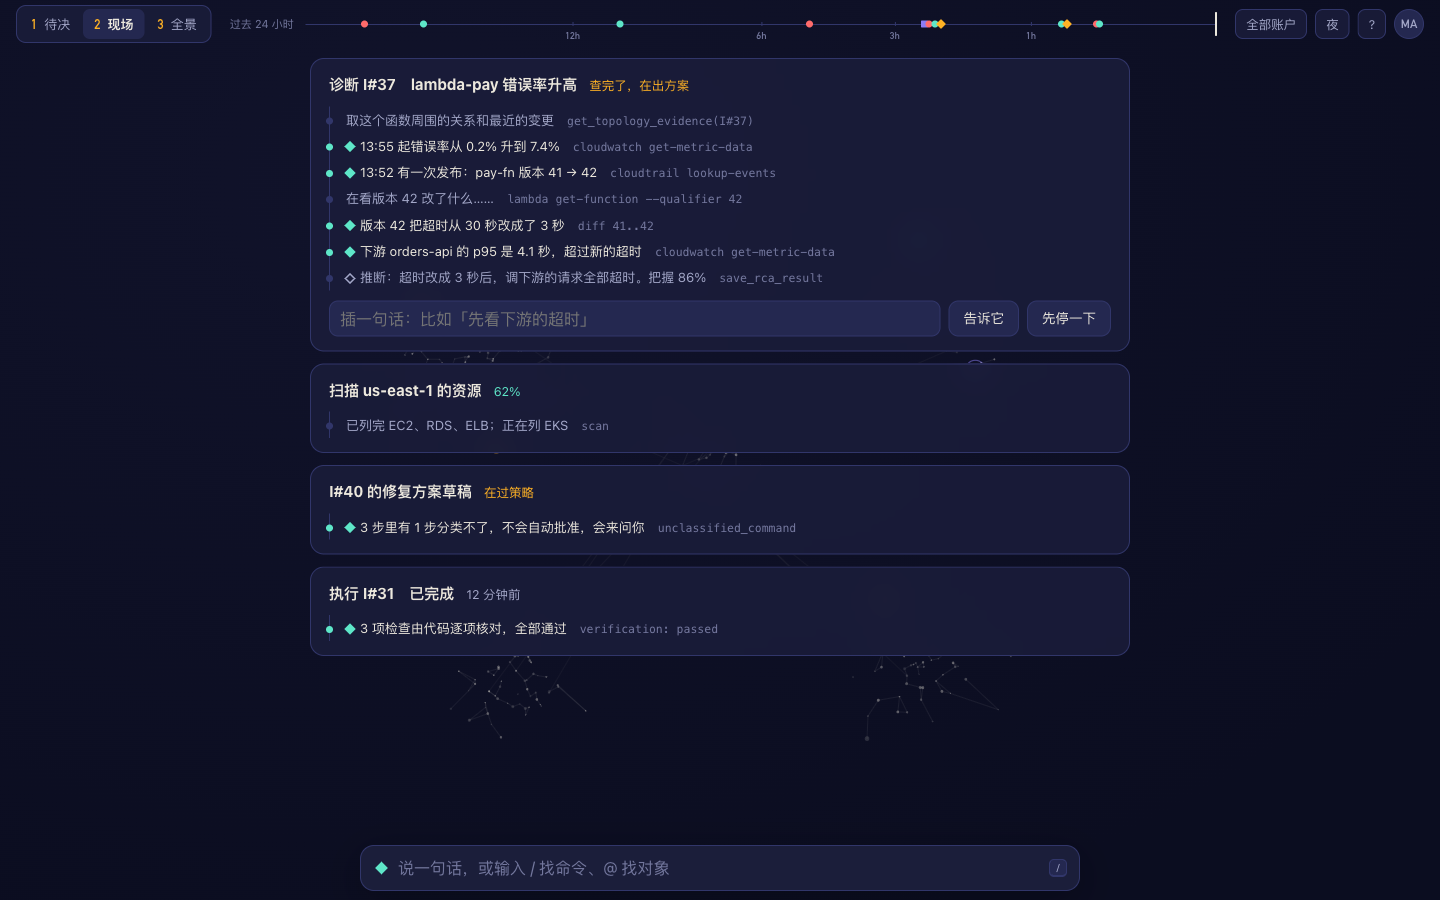 1 待决 2 现场 3 全景 过去 24 小时 12h 6h 3h 1h 全部账户 夜 ? MA
诊断 I#37 lambda-pay 错误率升高 查完了，在出方案
取这个函数周围的关系和最近的变更 get_topology_evidence(I#37)
13:55 起错误率从 0.2% 升到 7.4% cloudwatch get-metric-data
13:52 有一次发布：pay-fn 版本 41 → 42 cloudtrail lookup-events
在看版本 42 改了什么…… lambda get-function --qualifier 42
版本 42 把超时从 30 秒改成了 3 秒 diff 41..42
下游 orders-api 的 p95 是 4.1 秒，超过新的超时 cloudwatch get-metric-data
推断：超时改成 3 秒后，调下游的请求全部超时。把握 86% save_rca_result
插一句话：比如「先看下游的超时」 告诉它 先停一下
扫描 us-east-1 的资源 62%
已列完 EC2、RDS、ELB；正在列 EKS scan
I#40 的修复方案草稿 在过策略
3 步里有 1 步分类不了，不会自动批准，会来问你 unclassified_command
执行 I#31 已完成 12 分钟前
3 项检查由代码逐项核对，全部通过 verification: passed
说一句话，或输入 / 找命令、@ 找对象 /